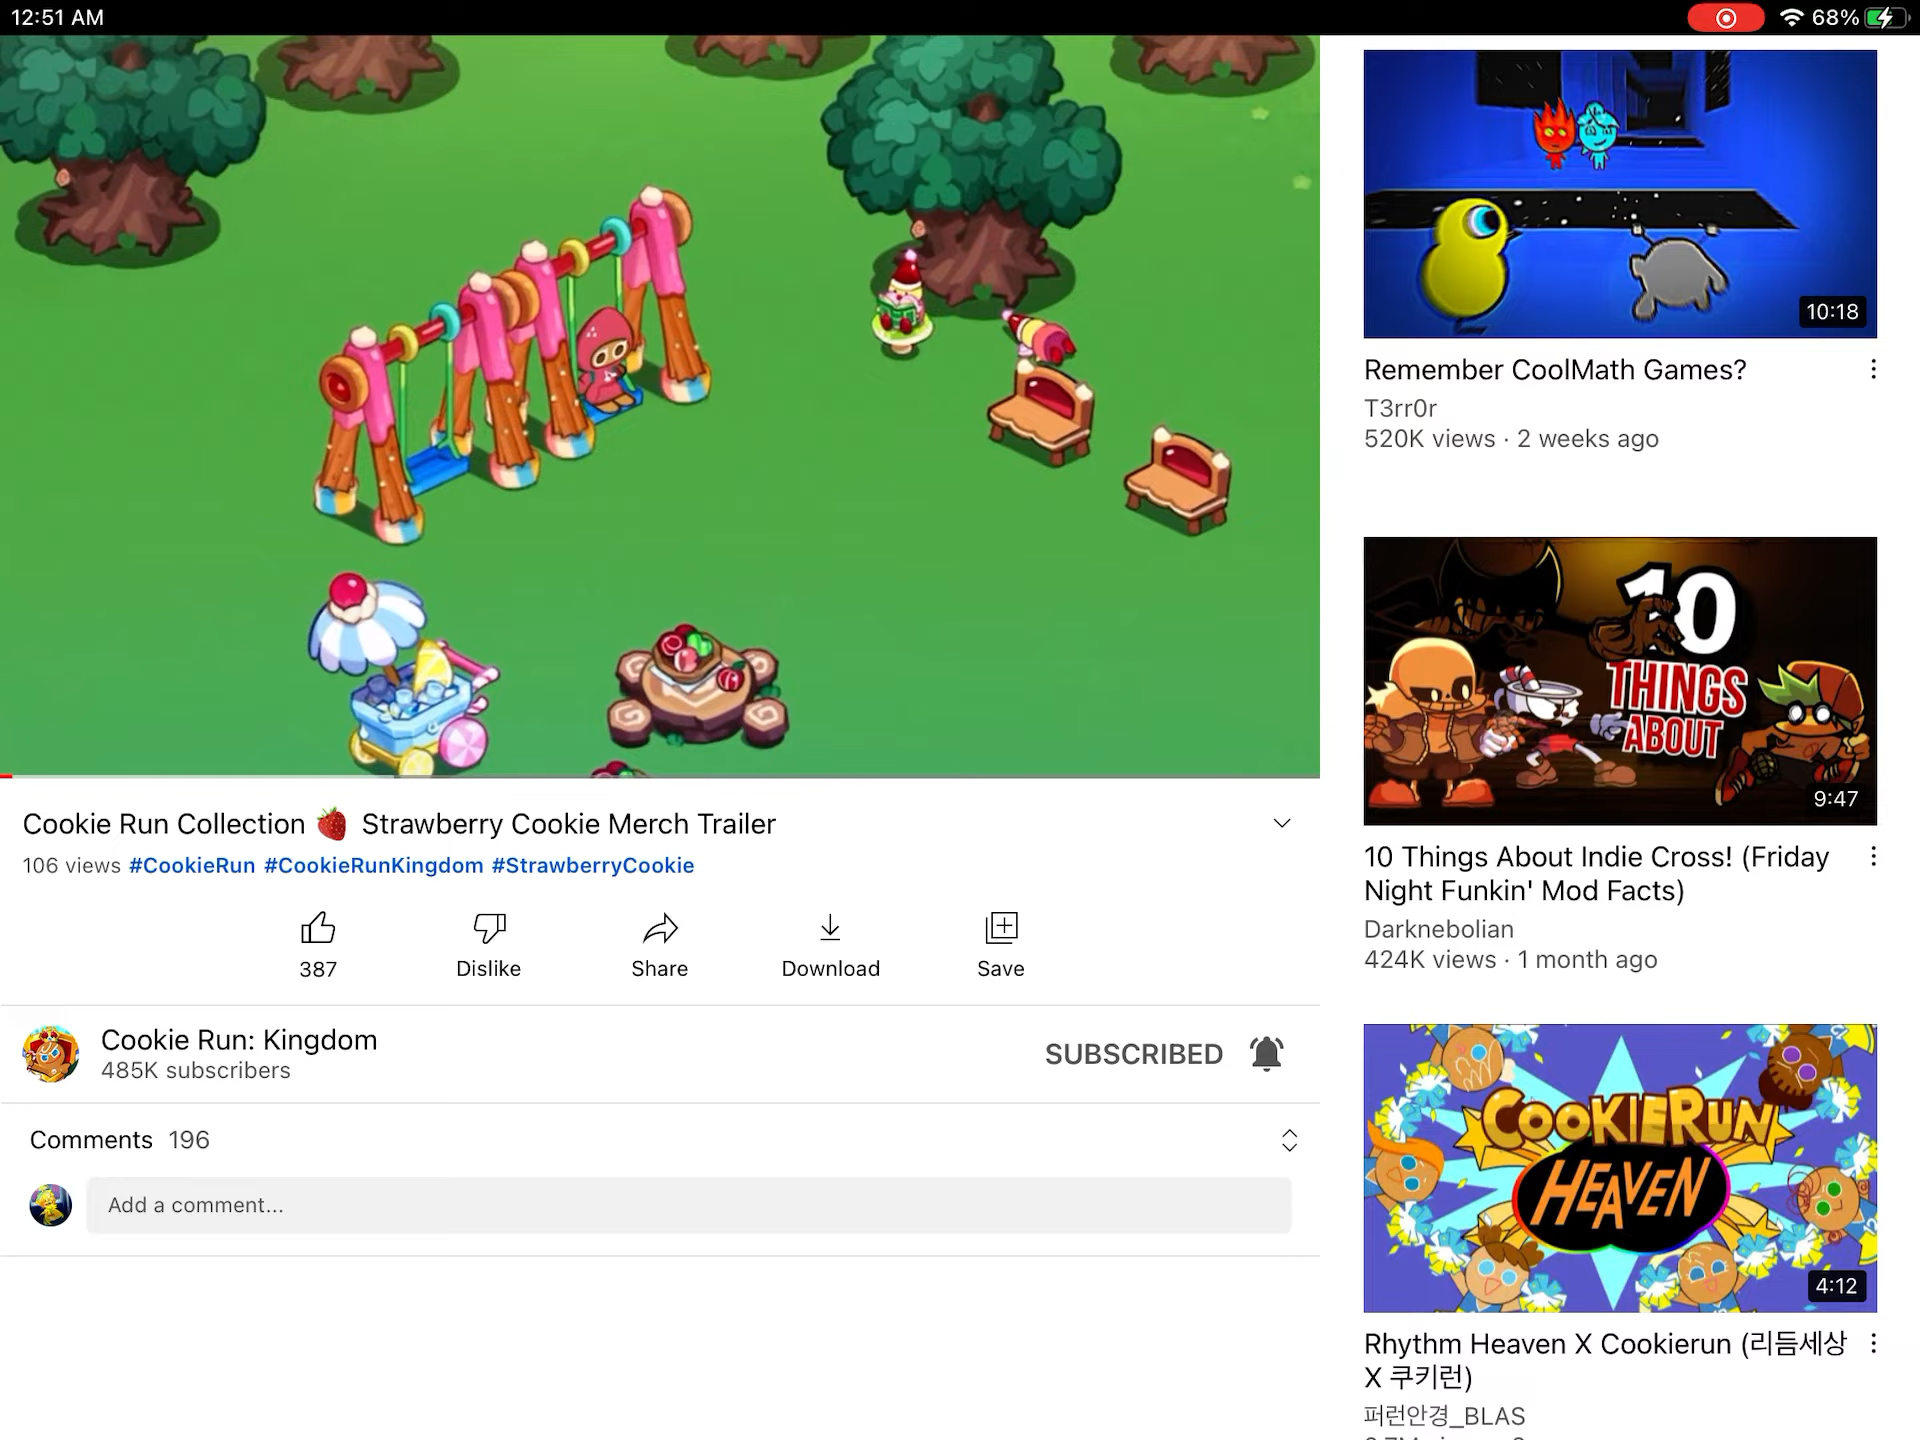 12:51 AM
68%
Cookie Run Collection 🍓 Strawberry Cookie Merch Trailer
106 views #CookieRun #CookieRunKingdom #StrawberryCookie
387
Dislike
Share
Download
Save
Cookie Run: Kingdom
485K subscribers
SUBSCRIBED
Comments 196
Add a comment...
10:18
Remember CoolMath Games?
T3rr0r
520K views · 2 weeks ago
10
THINGS
ABOUT
9:47
10 Things About Indie Cross! (Friday
Night Funkin' Mod Facts)
Darknebolian
424K views · 1 month ago
COOKIERUN
HEAVEN
4:12
Rhythm Heaven X Cookierun (리듬세상
X 쿠키런)
퍼런안경_BLAS